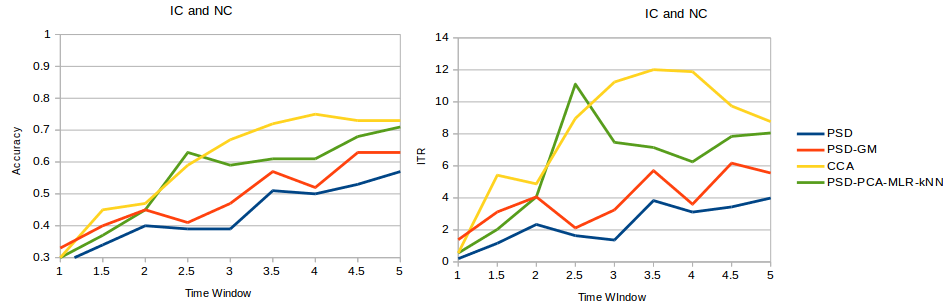 IC and NC
1
0.9
0.8
0.7
0.6
0.5
0.4
0.3
Accuracy
1 1.5 2 2.5 3 3.5 4 4.5 5
Time Window
IC and NC
14
12
10
8
6
4
2
0
ITR
1 1.5 2 2.5 3 3.5 4 4.5 5
Time WIndow
PSD
PSD-GM
CCA
PSD-PCA-MLR-kNN